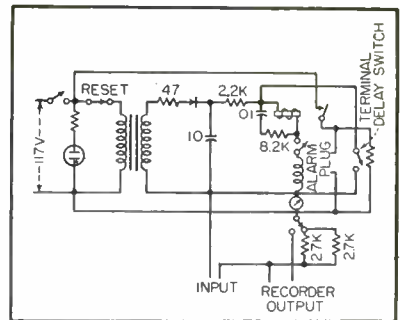 RESET
47
2.2K
.01
10
8.2K
117V
ALARM
PLUG
TERMINAL
DELAY SWITCH
2.7K
2.7K
INPUT
RECORDER
OUTPUT